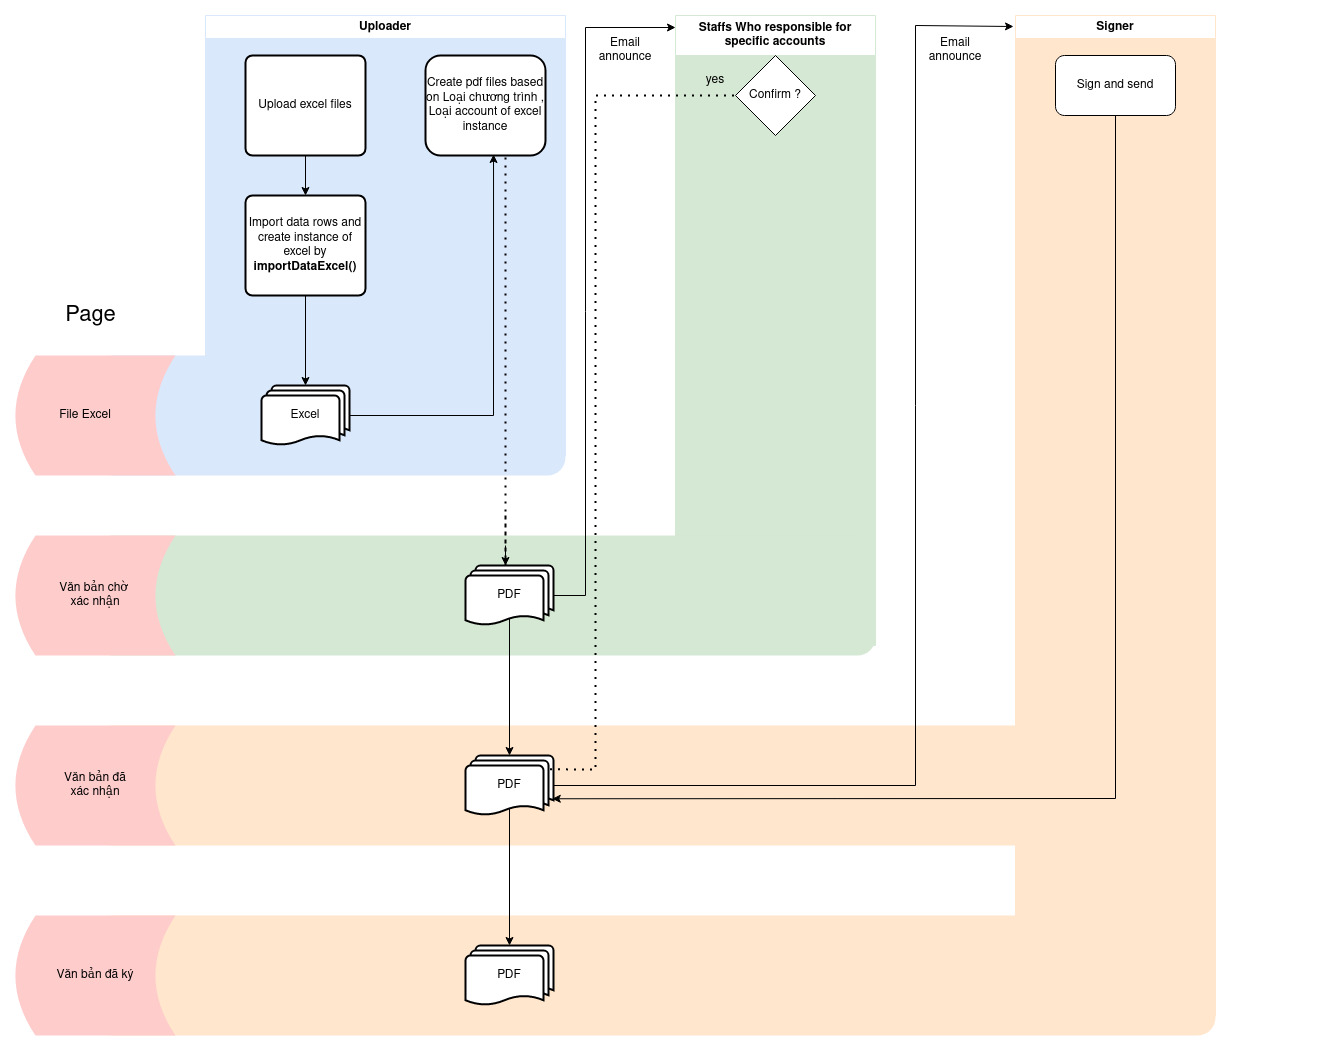 Uploader
Staffs Who responsible for
specific accounts
Signer
Email
announce
Email
announce
Upload excel files
Create pdf files based
on Loại chương trình ,
Loại account of excel
instance
yes
Confirm ?
Sign and send
Import data rows and
create instance of
excel by
importDataExcel()
Page
File Excel
Excel
Văn bản chờ
xác nhận
PDF
Văn bản đã
xác nhận
PDF
Văn bản đã ký
PDF